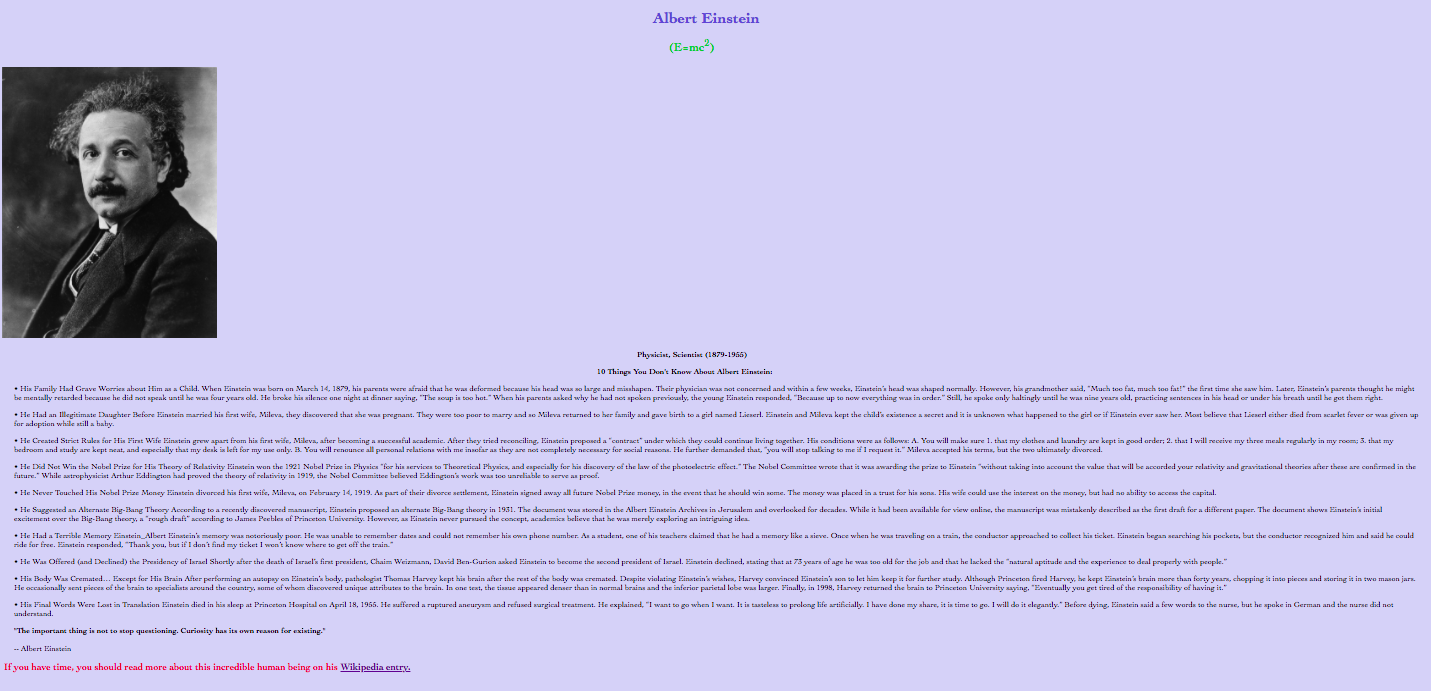 Albert Einstein
(E=mc²)
Physicist, Scientist (1879-1955)
10 Things You Don't Know About Albert Einstein:
• His Family Had Grave Worries about Him as a Child. When Einstein was born on March 14, 1879, his parents were afraid that he was deformed because his head was so large and misshapen. Their physician was not concerned and within a few weeks, Einstein's head was shaped normally. However, his grandmother said, "Much too fat, much too fat!" the first time she saw him. Later, Einstein's parents thought he might
be mentally retarded because he did not speak until he was four years old. He broke his silence one night at dinner saying, "The soup is too hot." When his parents asked why he had not spoken previously, the young Einstein responded, "Because up to now everything was in order." Still, he spoke only haltingly until he was nine years old, practicing sentences in his head or under his breath until he got them right.
• He Had an Illegitimate Daughter Before Einstein married his first wife, Mileva, they discovered that she was pregnant. They were too poor to marry and so Mileva returned to her family and gave birth to a girl named Lieserl. Einstein and Mileva kept the child's existence a secret and it is unknown what happened to the girl or if Einstein ever saw her. Most believe that Lieserl either died from scarlet fever or was given up
for adoption while still a baby.
• He Created Strict Rules for His First Wife Einstein grew apart from his first wife, Mileva, after becoming a successful academic. After they tried reconciling, Einstein proposed a "contract" under which they could continue living together. His conditions were as follows: A. You will make sure 1. that my clothes and laundry are kept in good order; 2. that I will receive my three meals regularly in my room; 3. that my
bedroom and study are kept neat, and especially that my desk is left for my use only. B. You will renounce all personal relations with me insofar as they are not completely necessary for social reasons. He further demanded that, "you will stop talking to me if I request it." Mileva accepted his terms, but the two ultimately divorced.
• He Did Not Win the Nobel Prize for His Theory of Relativity Einstein won the 1921 Nobel Prize in Physics "for his services to Theoretical Physics, and especially for his discovery of the law of the photoelectric effect." The Nobel Committee wrote that it was awarding the prize to Einstein "without taking into account the value that will be accorded your relativity and gravitational theories after these are confirmed in the
future." While astrophysicist Arthur Eddington had proved the theory of relativity in 1919, the Nobel Committee believed Eddington's work was too unreliable to serve as proof.
• He Never Touched His Nobel Prize Money Einstein divorced his first wife, Mileva, on February 14, 1919. As part of their divorce settlement, Einstein signed away all future Nobel Prize money, in the event that he should win some. The money was placed in a trust for his sons. His wife could use the interest on the money, but had no ability to access the capital.
• He Suggested an Alternate Big-Bang Theory According to a recently discovered manuscript, Einstein proposed an alternate Big-Bang theory in 1931. The document was stored in the Albert Einstein Archives in Jerusalem and overlooked for decades. While it had been available for view online, the manuscript was mistakenly described as the first draft for a different paper. The document shows Einstein's initial
excitement over the Big-Bang theory, a "rough draft" according to James Peebles of Princeton University. However, as Einstein never pursued the concept, academics believe that he was merely exploring an intriguing idea.
• He Had a Terrible Memory Einstein_Albert Einstein's memory was notoriously poor. He was unable to remember dates and could not remember his own phone number. As a student, one of his teachers claimed that he had a memory like a sieve. Once when he was traveling on a train, the conductor approached to collect his ticket. Einstein began searching his pockets, but the conductor recognized him and said he could
ride for free. Einstein responded, "Thank you, but if I don't find my ticket I won't know where to get off the train."
• He Was Offered (and Declined) the Presidency of Israel Shortly after the death of Israel's first president, Chaim Weizmann, David Ben-Gurion asked Einstein to become the second president of Israel. Einstein declined, stating that at 73 years of age he was too old for the job and that he lacked the "natural aptitude and the experience to deal properly with people."
• His Body Was Cremated… Except for His Brain After performing an autopsy on Einstein's body, pathologist Thomas Harvey kept his brain after the rest of the body was cremated. Despite violating Einstein's wishes, Harvey convinced Einstein's son to let him keep it for further study. Although Princeton fired Harvey, he kept Einstein's brain more than forty years, chopping it into pieces and storing it in two mason jars.
He occasionally sent pieces of the brain to specialists around the country, some of whom discovered unique attributes to the brain. In one test, the tissue appeared denser than in normal brains and the inferior parietal lobe was larger. Finally, in 1998, Harvey returned the brain to Princeton University saying, "Eventually you get tired of the responsibility of having it."
• His Final Words Were Lost in Translation Einstein died in his sleep at Princeton Hospital on April 18, 1955. He suffered a ruptured aneurysm and refused surgical treatment. He explained, "I want to go when I want. It is tasteless to prolong life artificially. I have done my share, it is time to go. I will do it elegantly." Before dying, Einstein said a few words to the nurse, but he spoke in German and the nurse did not
understand.
"The important thing is not to stop questioning. Curiosity has its own reason for existing."
-- Albert Einstein
If you have time, you should read more about this incredible human being on his Wikipedia entry.